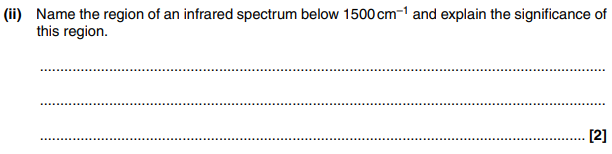 (ii) Name the region of an infrared spectrum below 1500 cm⁻¹ and explain the significance of
this region.
..........................................................................................................................................
..........................................................................................................................................
.................................................................................................................................... [2]